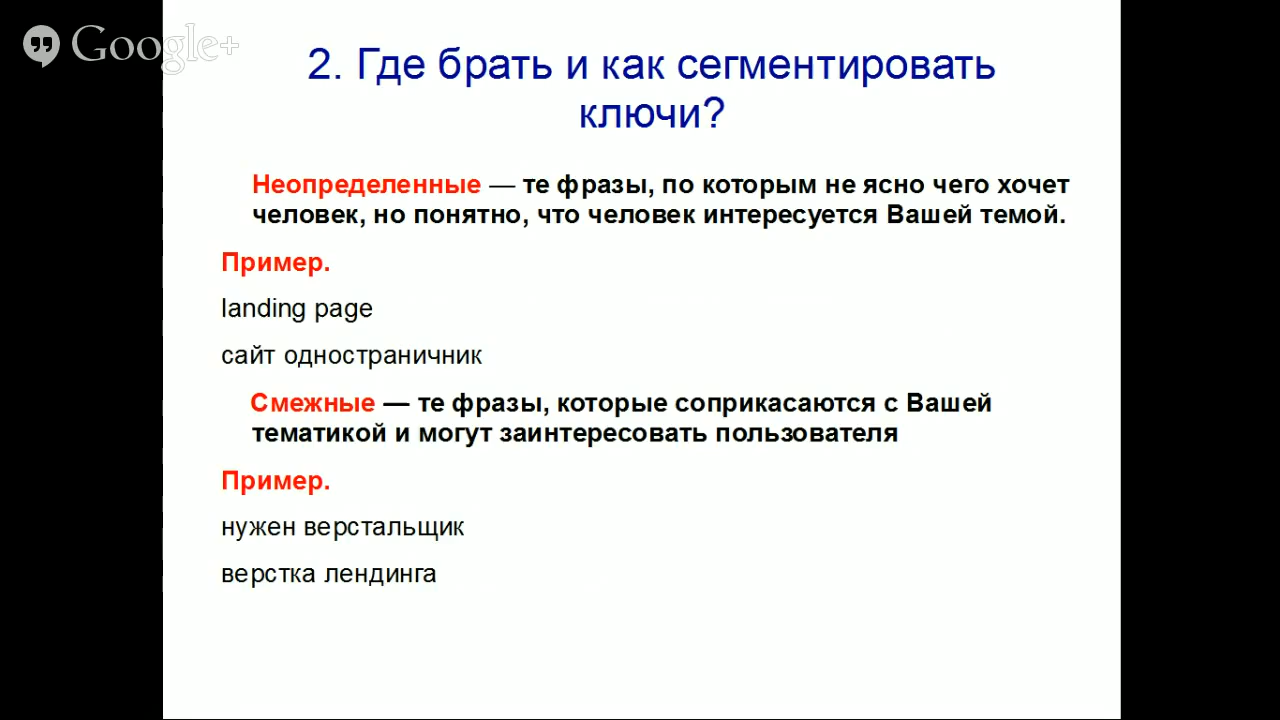 Google+
2. Где брать и как сегментировать
ключи?
Неопределенные — те фразы, по которым не ясно чего хочет
человек, но понятно, что человек интересуется Вашей темой.
Пример.
landing page
сайт одностраничник
Смежные — те фразы, которые соприкасаются с Вашей
тематикой и могут заинтересовать пользователя
Пример.
нужен верстальщик
верстка лендинга